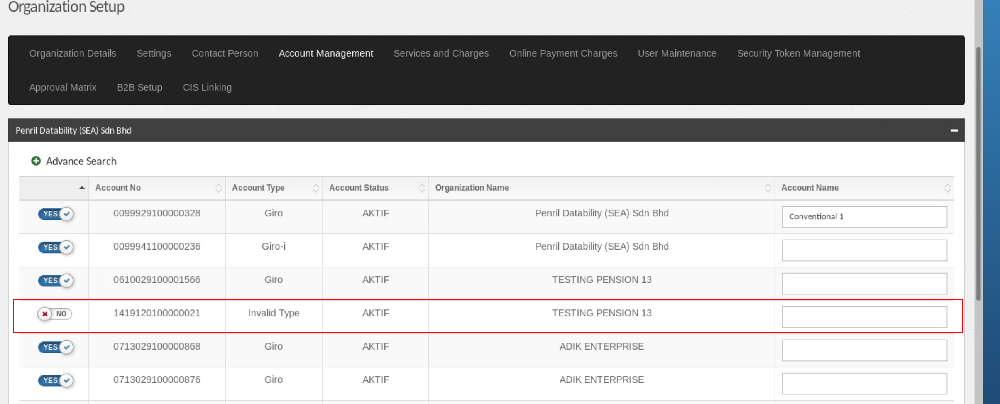 Organization Setup
Organization Details Settings Contact Person Account Management Services and Charges Online Payment Charges User Maintenance Security Token Management
Approval Matrix B2B Setup CIS Linking
Penril Datability (SEA) Sdn Bhd
Advance Search
Account No Account Type Account Status Organization Name Account Name
YES 0099929100000328 Giro AKTIF Penril Datability (SEA) Sdn Bhd Conventional 1
YES 0099941100000236 Giro-i AKTIF Penril Datability (SEA) Sdn Bhd
YES 0610029100001566 Giro AKTIF TESTING PENSION 13
NO 1419120100000021 Invalid Type AKTIF TESTING PENSION 13
YES 0713029100000868 Giro AKTIF ADIK ENTERPRISE
YES 0713029100000876 Giro AKTIF ADIK ENTERPRISE